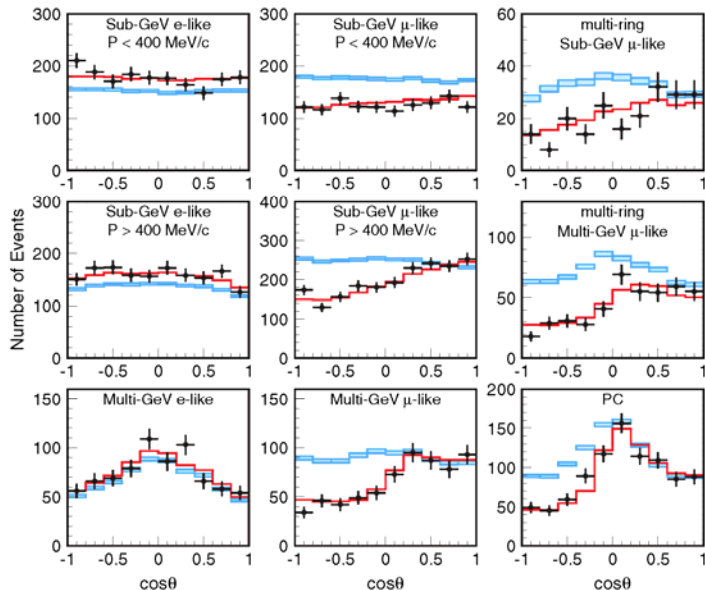 Sub-GeV e-like
P < 400 MeV/c
300
200
100
0
-1 -0.5 0 0.5 1
Sub-GeV μ-like
P < 400 MeV/c
300
200
100
0
-1 -0.5 0 0.5 1
multi-ring
Sub-GeV μ-like
60
40
20
0
-1 -0.5 0 0.5 1
Number of Events
Sub-GeV e-like
P > 400 MeV/c
300
200
100
0
-1 -0.5 0 0.5 1
Sub-GeV μ-like
P > 400 MeV/c
400
300
200
100
0
-1 -0.5 0 0.5 1
multi-ring
Multi-GeV μ-like
100
50
0
-1 -0.5 0 0.5 1
Multi-GeV e-like
150
100
50
0
-1 -0.5 0 0.5 1
cosθ
Multi-GeV μ-like
150
100
50
0
-1 -0.5 0 0.5 1
cosθ
PC
200
150
100
50
0
-1 -0.5 0 0.5 1
cosθ